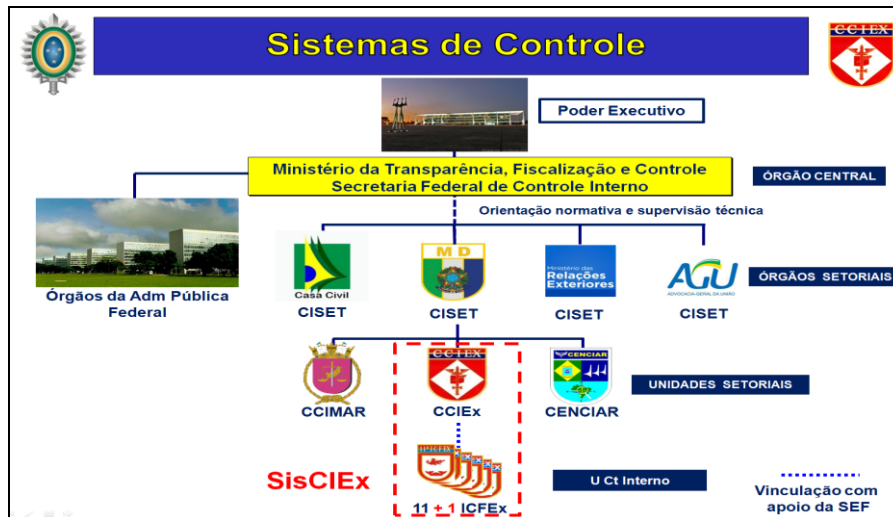 Sistemas de Controle
CCIEX
Poder Executivo
Ministério da Transparência, Fiscalização e Controle
Secretaria Federal de Controle Interno
ÓRGÃO CENTRAL
Orientação normativa e supervisão técnica
Órgãos da Adm Pública
Federal
Casa Civil
CISET
M D
CISET
Ministério das
Relações
Exteriores
CISET
AGU
ADVOCACIA-GERAL DA UNIÃO
CISET
ÓRGÃOS SETORIAIS
CCIMAR
CCIEX
CCIEx
CENCIAR
CENCIAR
UNIDADES SETORIAIS
SisCIEx
11 + 1 ICFEx
U Ct Interno
Vinculação com
apoio da SEF